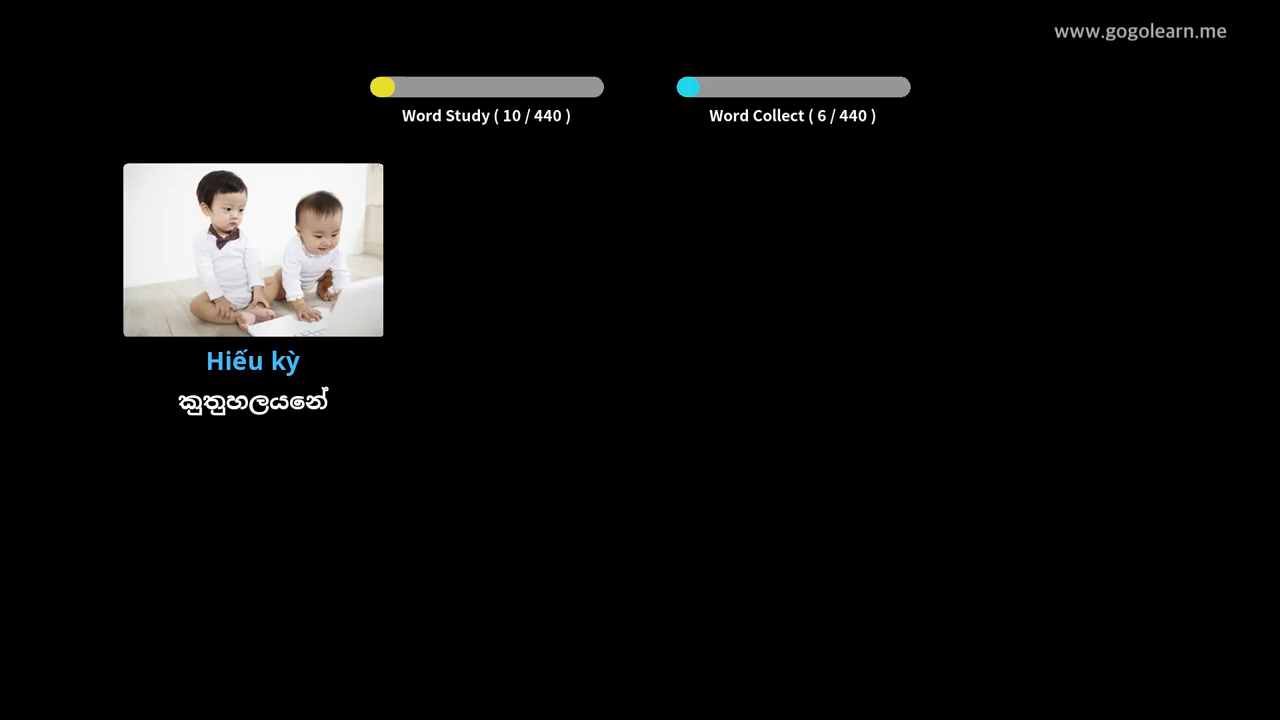 www.gogolearn.me
Word Study ( 10 / 440 )
Word Collect ( 6 / 440 )
Hiếu kỳ
කුතුහලයනේ